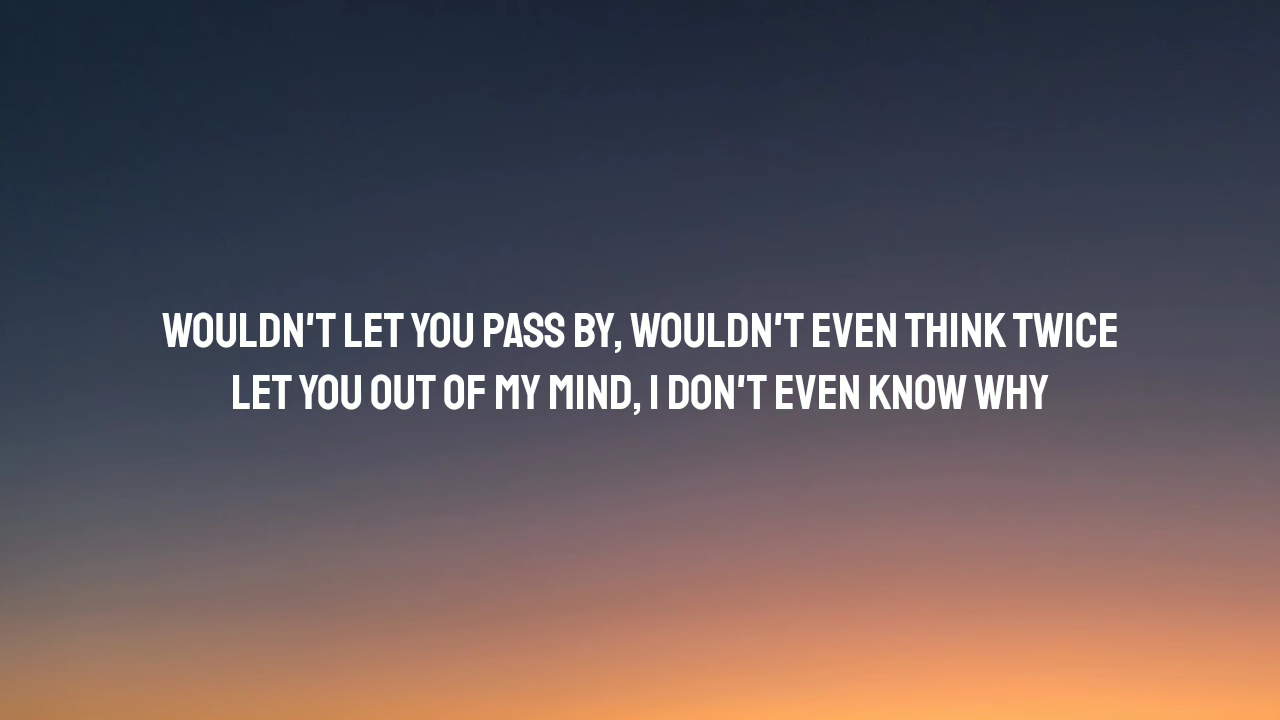 WOULDN'T LET YOU PASS BY, WOULDN'T EVEN THINK TWICE
LET YOU OUT OF MY MIND, I DON'T EVEN KNOW WHY